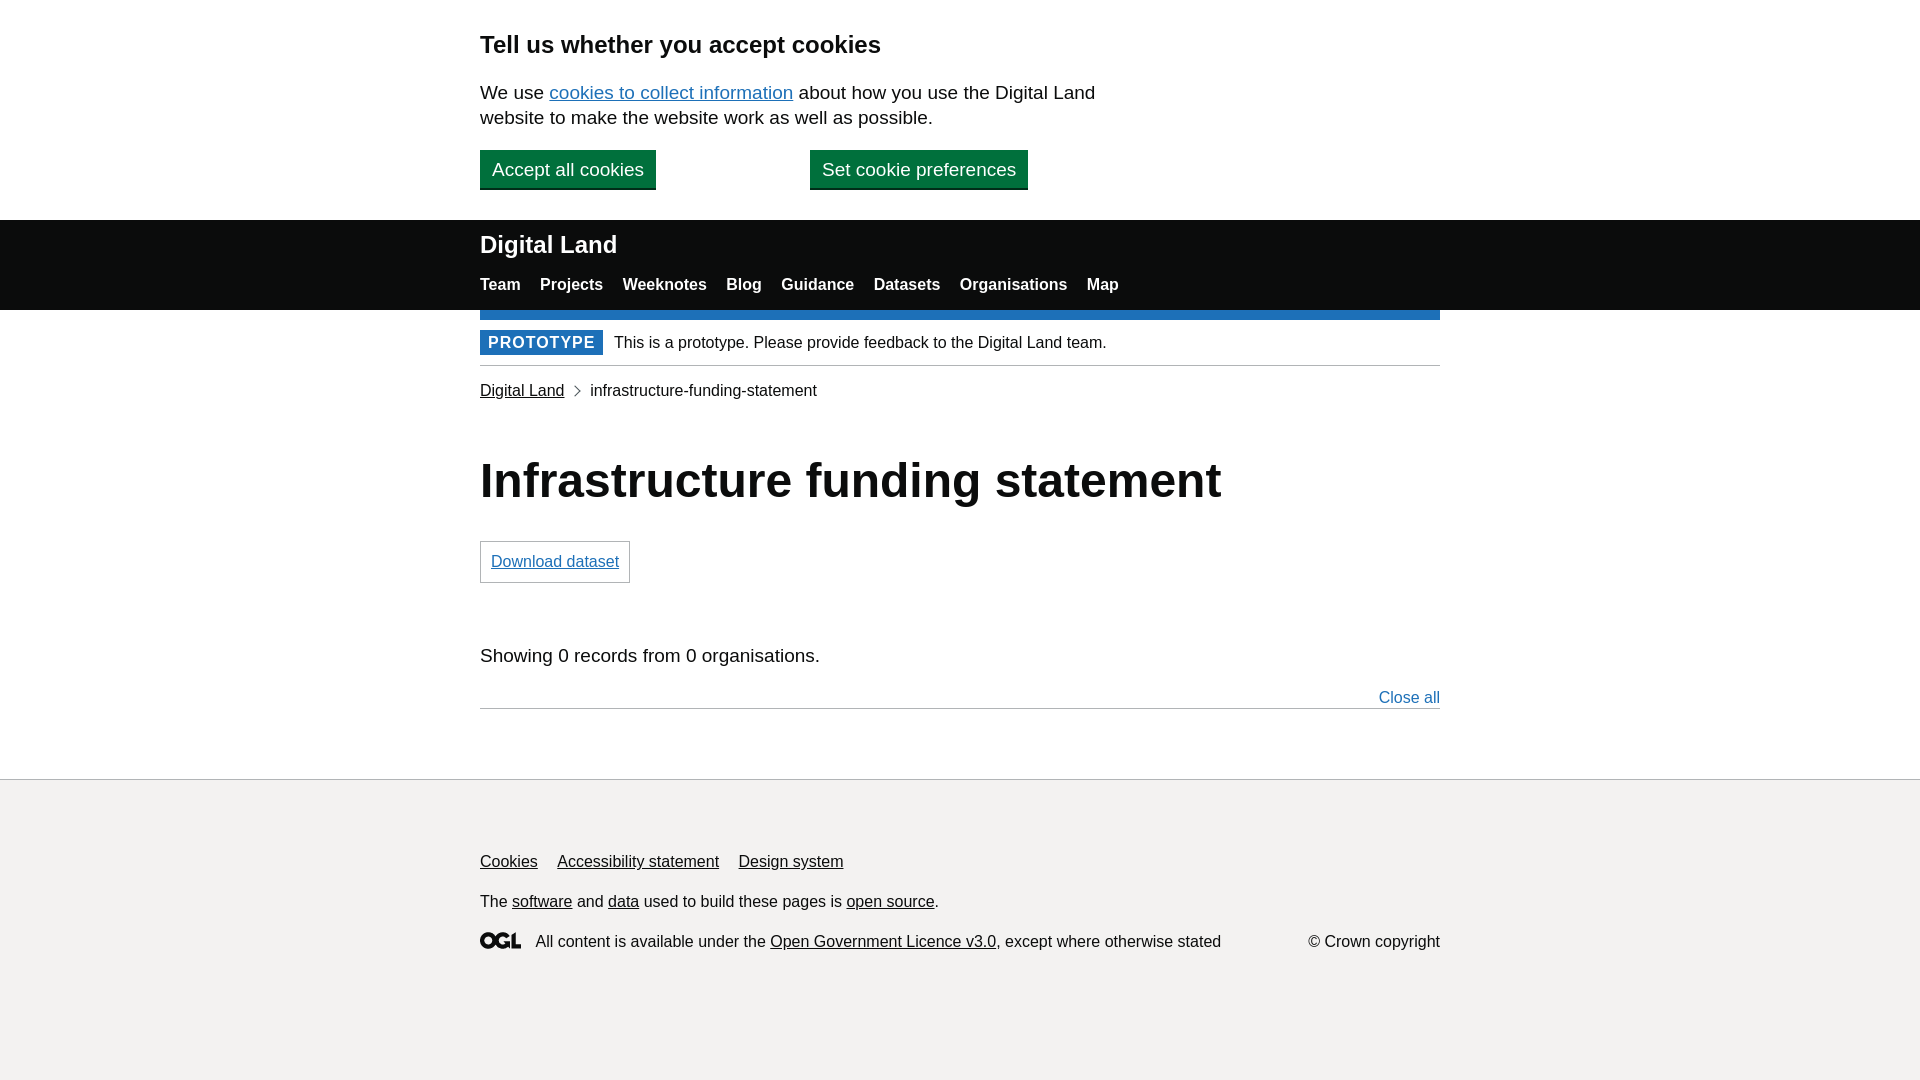 Tell us whether you accept cookies
We use cookies to collect information about how you use the Digital Land
website to make the website work as well as possible.
Accept all cookies
Set cookie preferences
Digital Land
Team Projects Weeknotes Blog Guidance Datasets Organisations Map
PROTOTYPE This is a prototype. Please provide feedback to the Digital Land team.
Digital Land infrastructure-funding-statement
Infrastructure funding statement
Download dataset
Showing 0 records from 0 organisations.
Close all
Cookies Accessibility statement Design system
The software and data used to build these pages is open source.
OGL All content is available under the Open Government Licence v3.0, except where otherwise stated
© Crown copyright